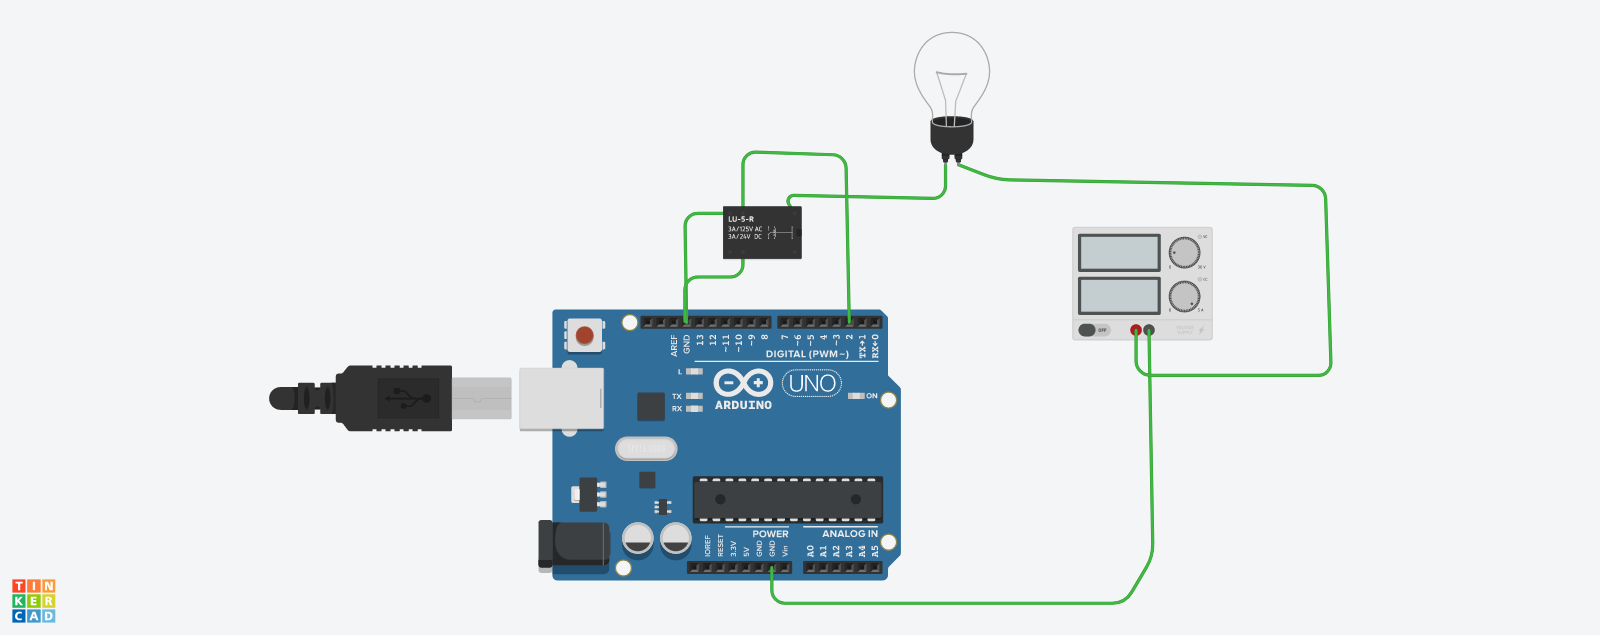 LU-5-R
3A/125V AC
3A/24V DC
OFF
AREF
GND
13
12
~11
~10
~9
8
7
~6
~5
4
~3
2
TX→1
RX←0
DIGITAL (PWM~)
L
TX
RX
ARDUINO
UNO
ON
POWER
ANALOG IN
IOREF
RESET
3.3V
5V
GND
GND
Vin
A0
A1
A2
A3
A4
A5
TIN
KER
CAD